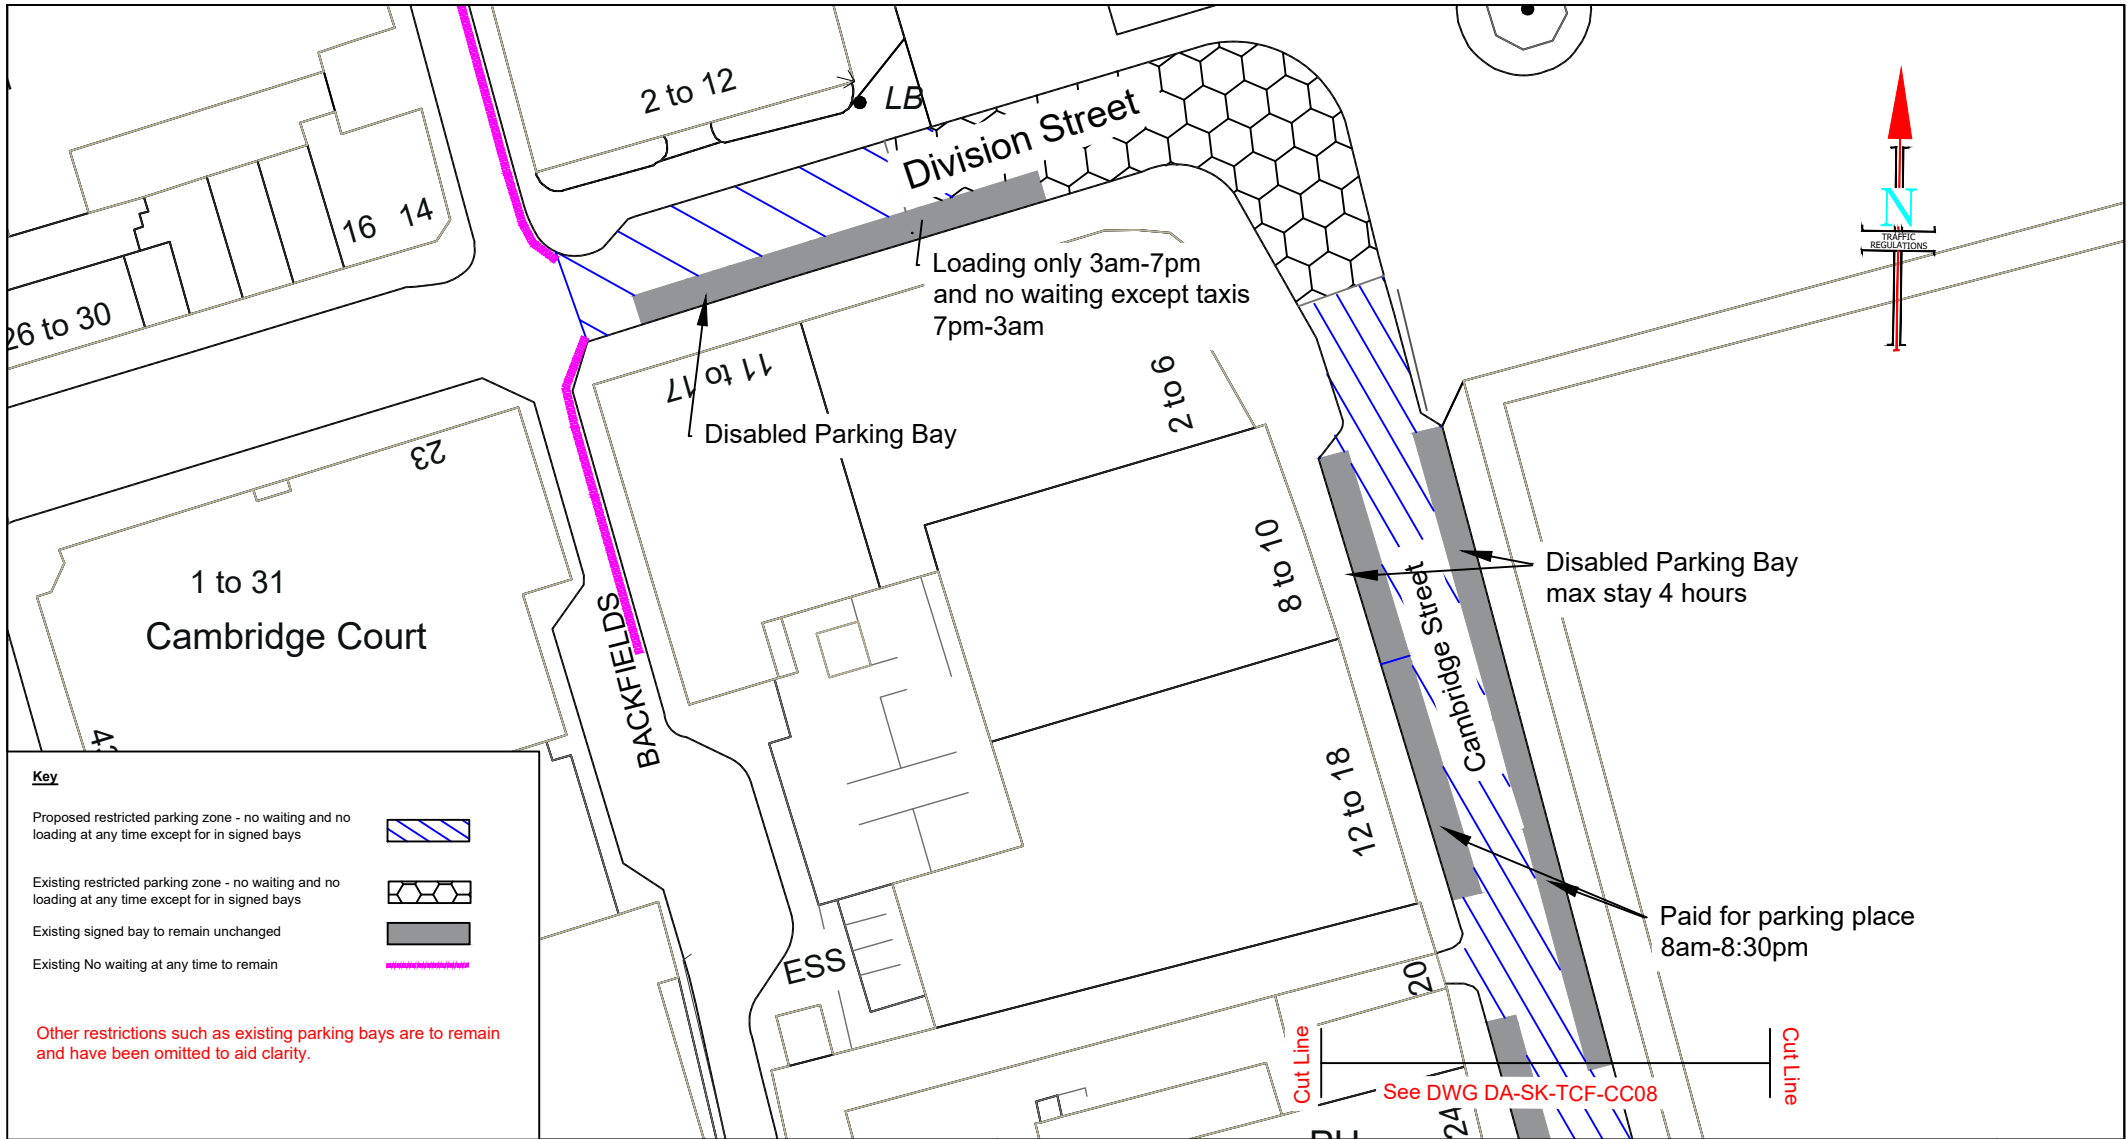 2 to 12
LB
Division Street
16
14
26 to 30
Loading only 3am-7pm
and no waiting except taxis
7pm-3am
N
TRAFFIC
REGULATIONS
11 to 17
2 to 6
Disabled Parking Bay
23
8 to 10
1 to 31
Cambridge Court
BACKFIELDS
Cambridge Street
Disabled Parking Bay
max stay 4 hours
12 to 18
Paid for parking place
8am-8:30pm
ESS
20
Cut Line
Cut Line
See DWG DA-SK-TCF-CC08
24
Key
Proposed restricted parking zone - no waiting and no
loading at any time except for in signed bays
Existing restricted parking zone - no waiting and no
loading at any time except for in signed bays
Existing signed bay to remain unchanged
Existing No waiting at any time to remain
Other restrictions such as existing parking bays are to remain
and have been omitted to aid clarity.